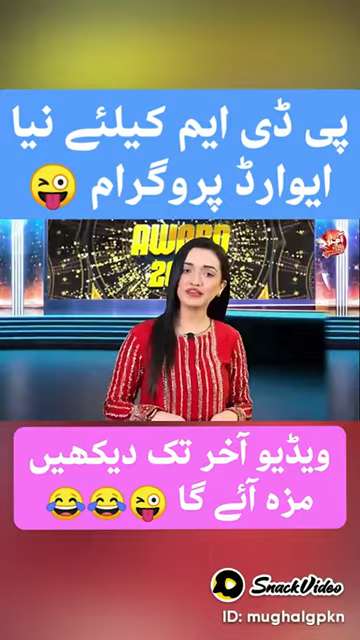 پی ڈی ایم کیلئے نیا
ایوارڈ پروگرام 😜
AWARD
ویڈیو آخر تک دیکھیں
مزہ آئے گا 😜😂😂
SnackVideo
ID: mughalgpkn